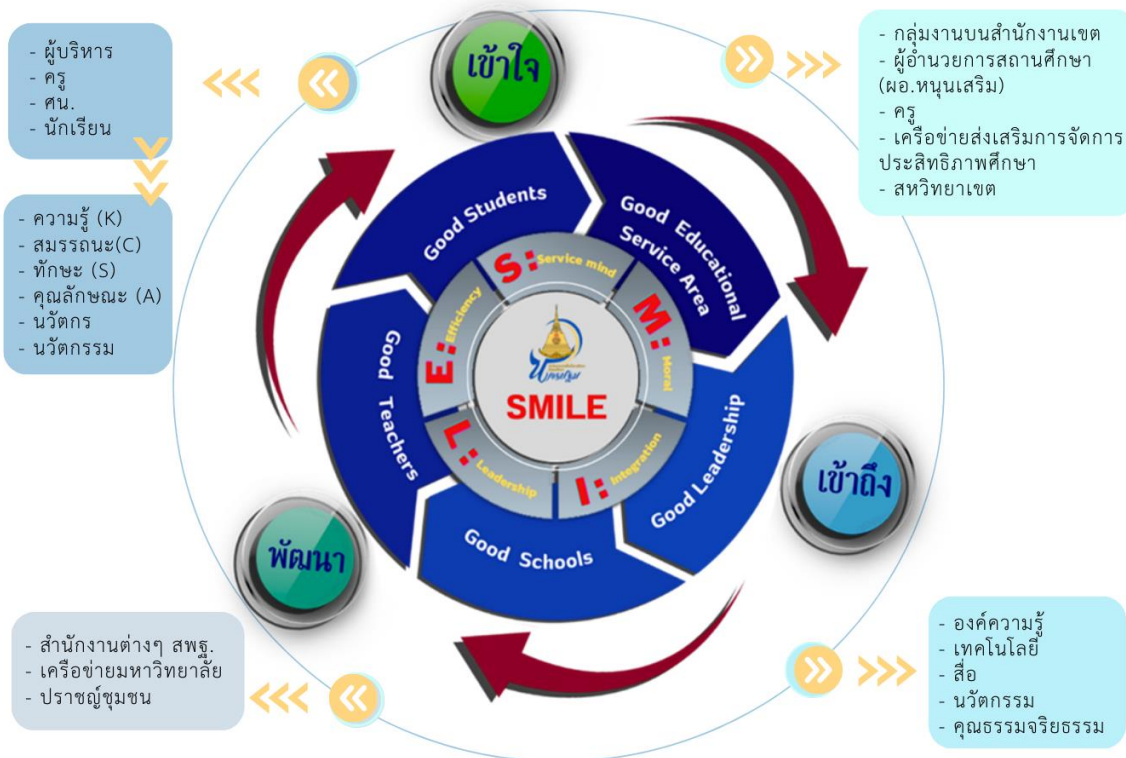 - ผู้บริหาร
- ครู
- ศน.
- นักเรียน
- ความรู้ (K)
- สมรรถนะ(C)
- ทักษะ (S)
- คุณลักษณะ (A)
- นวัตกร
- นวัตกรรม
เข้าใจ
- กลุ่มงานบนสำนักงานเขต
- ผู้อำนวยการสถานศึกษา
(ผอ.หนุนเสริม)
- ครู
- เครือข่ายส่งเสริมการจัดการ
ประสิทธิภาพศึกษา
- สหวิทยาเขต
Good Students
Good Educational
Service Area
Good Leadership
Good Schools
Good Teachers
S: Service mind
M: Moral
I: Integration
L: Leadership
E: Efficiency
SMILE
เข้าถึง
พัฒนา
- สำนักงานต่างๆ สพฐ.
- เครือข่ายมหาวิทยาลัย
- ปราชญ์ชุมชน
- องค์ความรู้
- เทคโนโลยี
- สื่อ
- นวัตกรรม
- คุณธรรมจริยธรรม